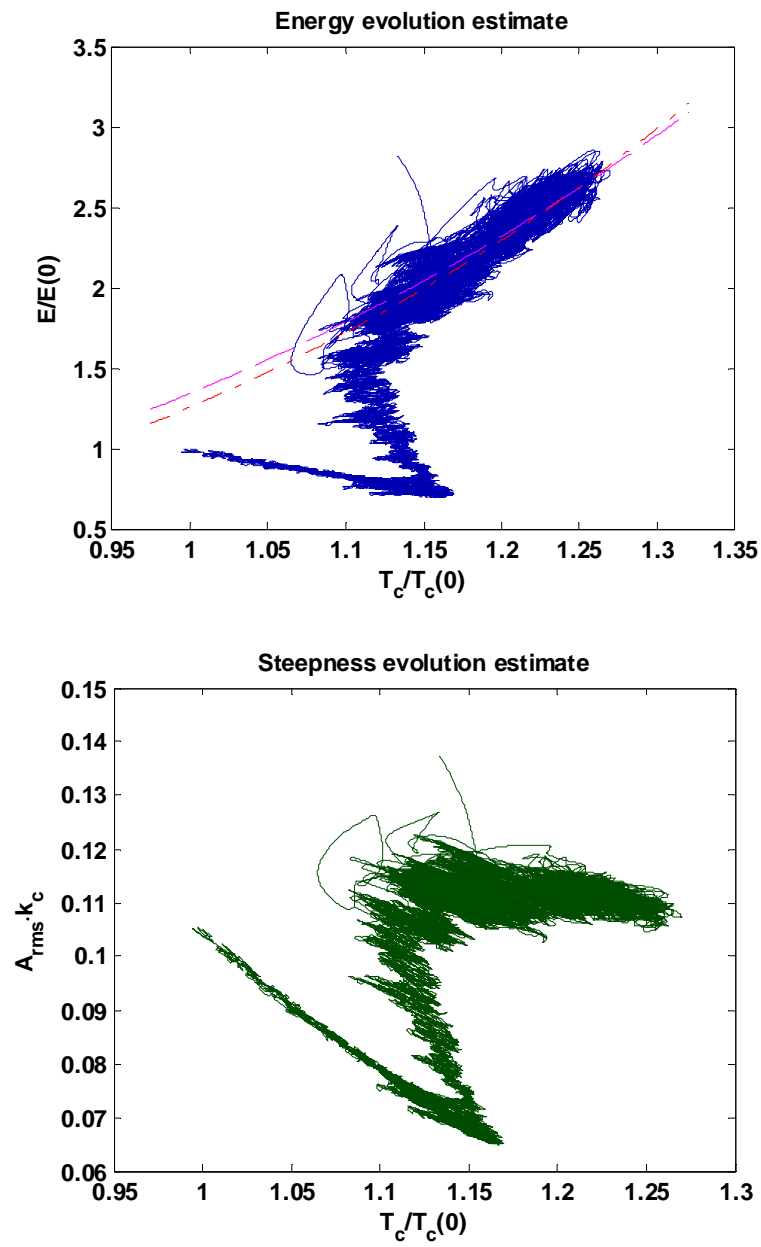 Energy evolution estimate
3.5
3
2.5
2
1.5
1
0.5
E/E(0)
0.95 1 1.05 1.1 1.15 1.2 1.25 1.3 1.35
T_c/T_c(0)
Steepness evolution estimate
0.15
0.14
0.13
0.12
0.11
0.1
0.09
0.08
0.07
0.06
A_rms·k_c
0.95 1 1.05 1.1 1.15 1.2 1.25 1.3
T_c/T_c(0)